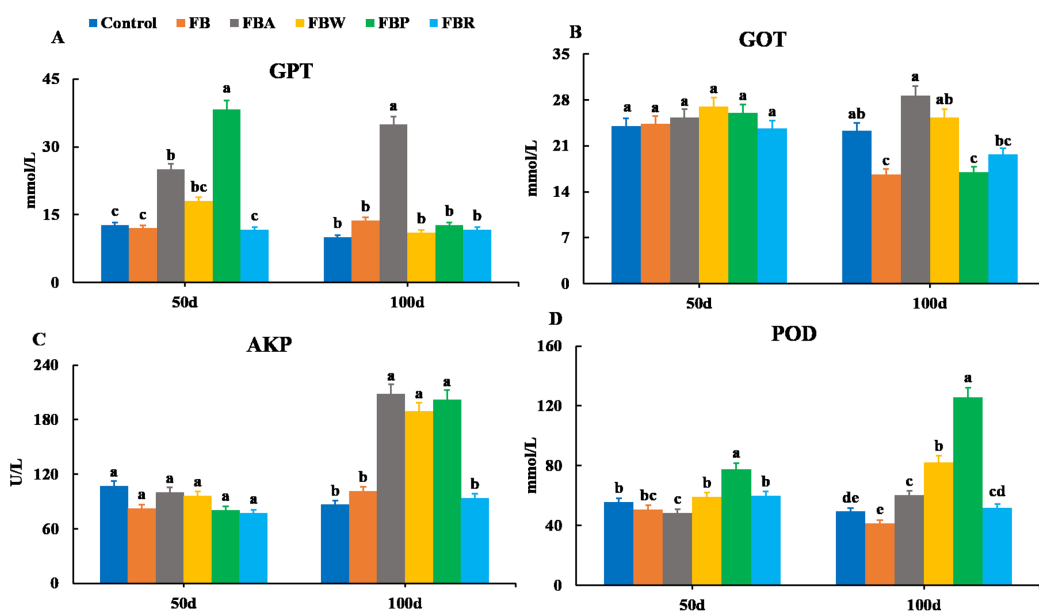 Control FB FBA FBW FBP FBR
A
GPT
mmol/L
45
30
15
0
c c b bc a c
b b a b b b
50d 100d
B
GOT
mmol/L
35
28
21
14
7
0
a a a a a a
ab c a ab c bc
50d 100d
C
AKP
U/L
240
180
120
60
0
a a a a a a
b b a a a b
50d 100d
D
POD
mmol/L
160
120
80
40
0
b bc c b a b
de e c b a cd
50d 100d